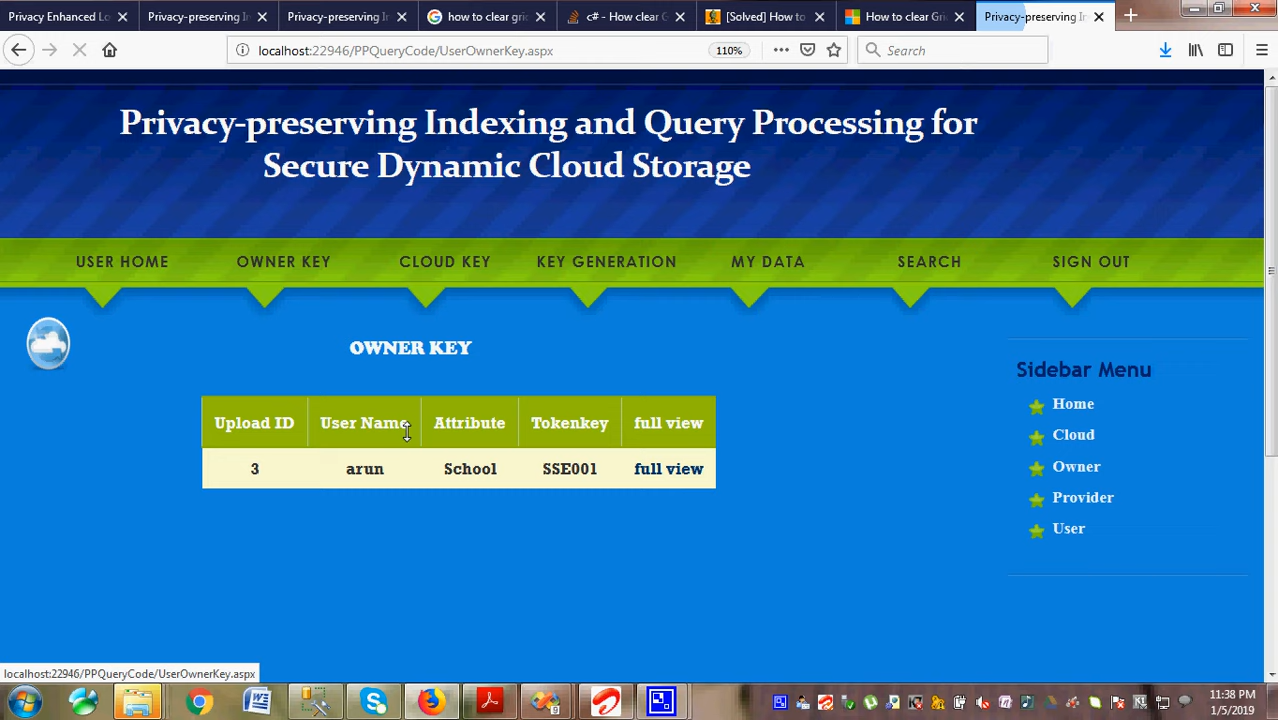 Privacy Enhanced Lo
Privacy-preserving In
Privacy-preserving In
how to clear gri
c# - How clear G
[Solved] How to
How to clear Gri
Privacy-preserving In
localhost:22946/PPQueryCode/UserOwnerKey.aspx
110%
Search
Privacy-preserving Indexing and Query Processing for
Secure Dynamic Cloud Storage
USER HOME
OWNER KEY
CLOUD KEY
KEY GENERATION
MY DATA
SEARCH
SIGN OUT
OWNER KEY
Upload ID User Name Attribute Tokenkey full view
3 arun School SSE001 full view
Sidebar Menu
Home
Cloud
Owner
Provider
User
localhost:22946/PPQueryCode/UserOwnerKey.aspx
11:38 PM
1/5/2019